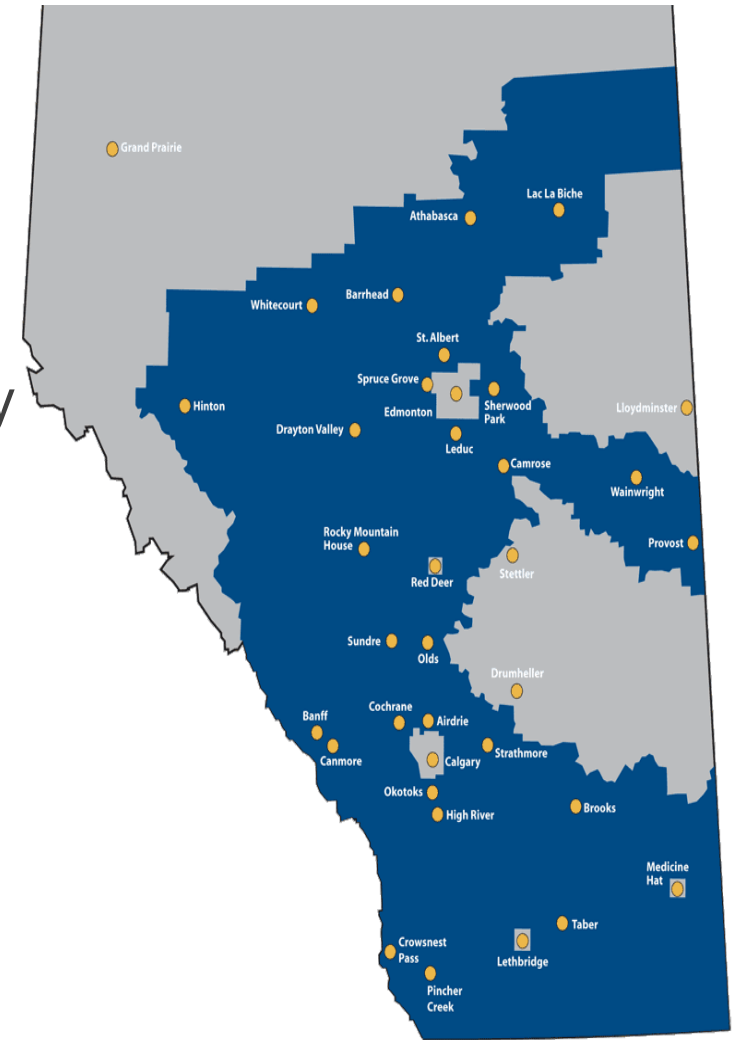 Grand Prairie
Lac La Biche
Athabasca
Barrhead
Whitecourt
St. Albert
Spruce Grove
Edmonton
Sherwood
Park
Hinton
Lloydminster
Drayton Valley
Leduc
Camrose
Wainwright
Rocky Mountain
House
Provost
Stettler
Red Deer
Sundre
Olds
Drumheller
Cochrane
Banff
Airdrie
Strathmore
Canmore
Calgary
Okotoks
High River
Brooks
Medicine
Hat
Taber
Crowsnest
Pass
Lethbridge
Pincher
Creek